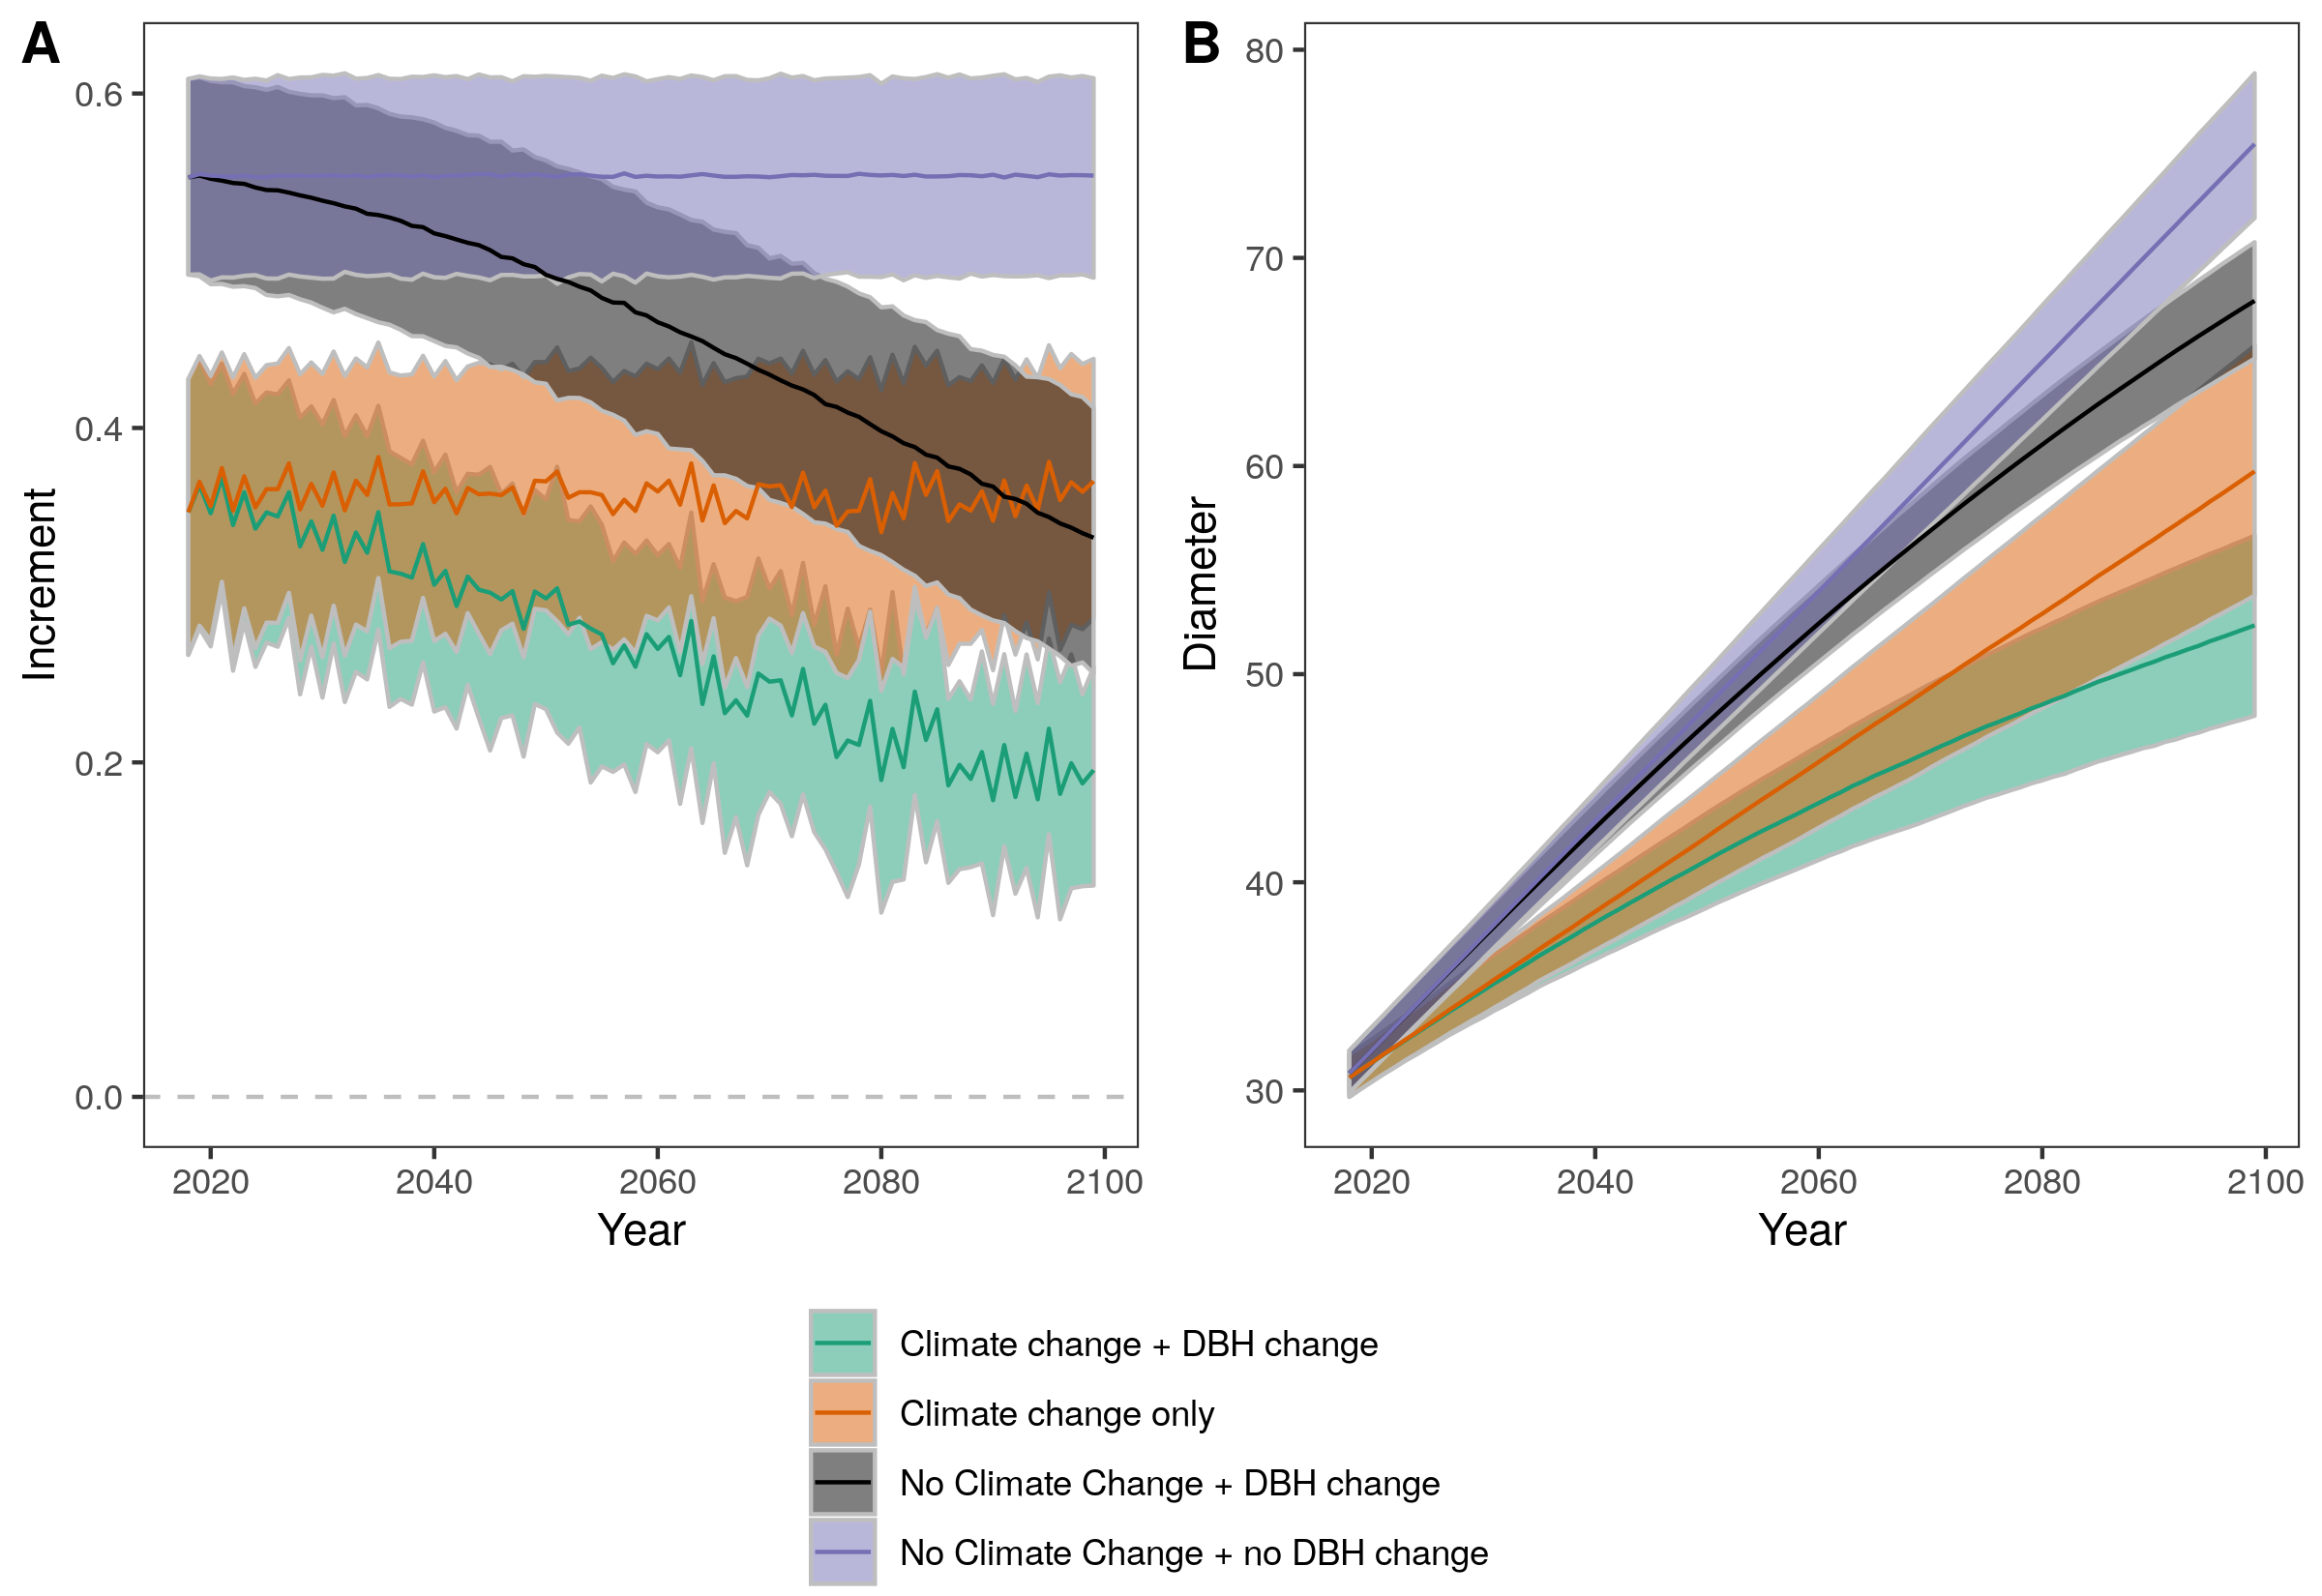 A
B
Increment
0.6
0.4
0.2
0.0
2020 2040 2060 2080 2100
Year
Diameter
80
70
60
50
40
30
2020 2040 2060 2080 2100
Year
Climate change + DBH change
Climate change only
No Climate Change + DBH change
No Climate Change + no DBH change